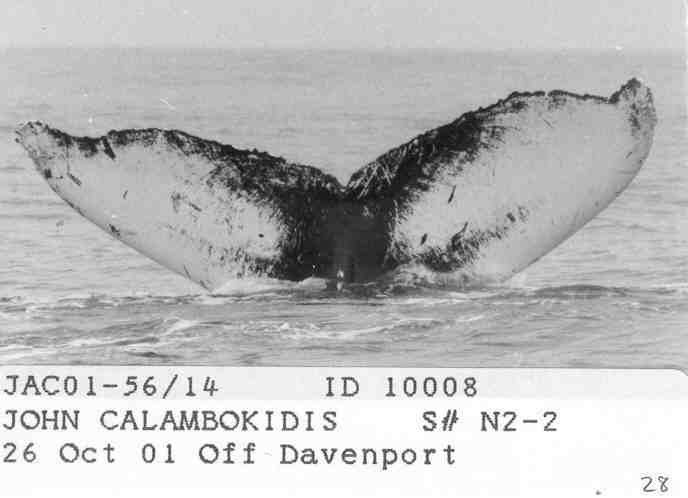 JAC01-56/14 ID 10008
JOHN CALAMBOKIDIS S# N2-2
26 Oct 01 Off Davenport
28